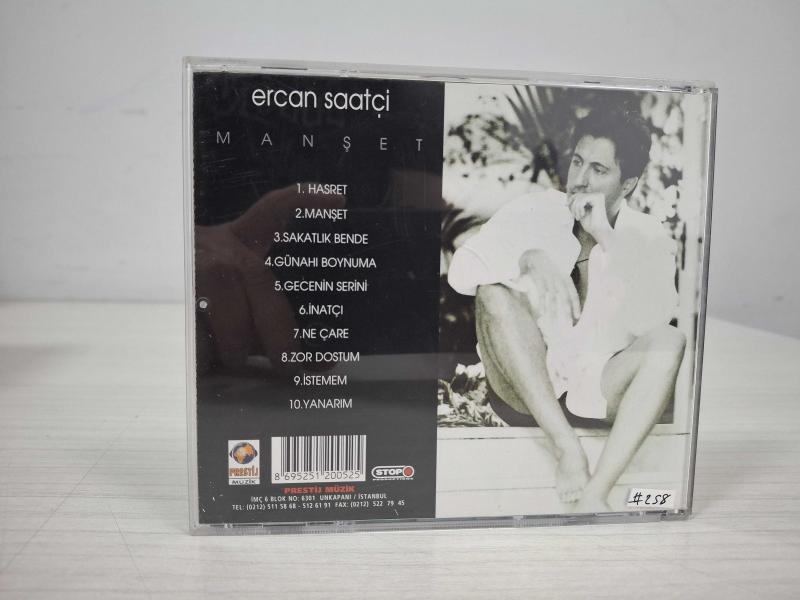 ercan saatçi
MANŞET
1. HASRET
2.MANŞET
3.SAKATLIK BENDE
4.GÜNAHI BOYNUMA
5.GECENİN SERİNİ
6.İNATÇI
7.NE ÇARE
8.ZOR DOSTUM
9.İSTEMEM
10.YANARIM
PRESTİJ
MÜZİK
8 695251 200525
STOP
PRODUCTIONS
PRESTİJ MÜZİK
İMÇ 6 BLOK NO: 6301 UNKAPANI / İSTANBUL
TEL: (0212) 511 58 68 - 512 61 91 FAX: (0212) 522 79 45
#258